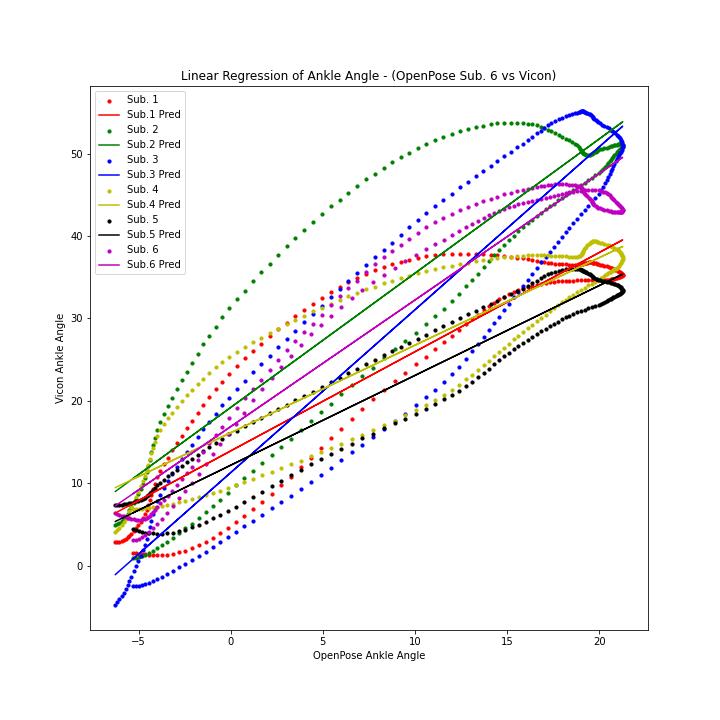 Linear Regression of Ankle Angle - (OpenPose Sub. 6 vs Vicon)
Sub. 1
Sub.1 Pred
Sub. 2
Sub.2 Pred
Sub. 3
Sub.3 Pred
Sub. 4
Sub.4 Pred
Sub. 5
Sub.5 Pred
Sub. 6
Sub.6 Pred
Vicon Ankle Angle
50
40
30
20
10
0
−5 0 5 10 15 20
OpenPose Ankle Angle